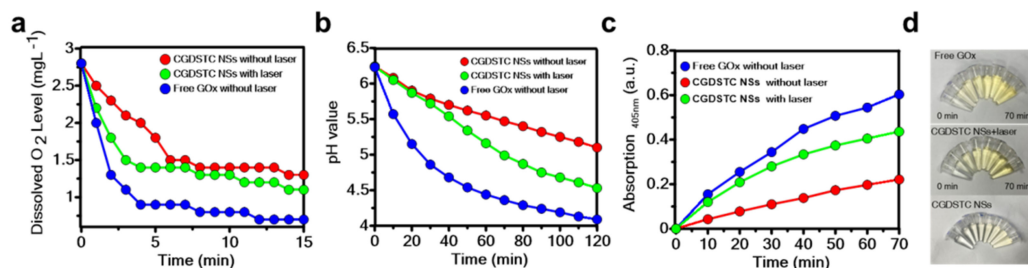 a
Dissolved O2 Level (mgL-1)
3
2.5
2
1.5
1
0
5
10
15
Time (min)
CGDSTC NSs without laser
CGDSTC NSs with laser
Free GOx without laser
b
pH value
6.5
6
5.5
5
4.5
4
0
20
40
60
80
100
120
Time (min)
CGDSTC NSs without laser
CGDSTC NSs with laser
Free GOx without laser
c
Absorption 405nm (a.u.)
0.8
0.6
0.4
0.2
0
0
10
20
30
40
50
60
70
Time (min)
Free GOx without laser
CGDSTC NSs without laser
CGDSTC NSs with laser
d
Free GOx
0 min 70 min
CGDSTC NSs+laser
0 min 70 min
CGDSTC NSs